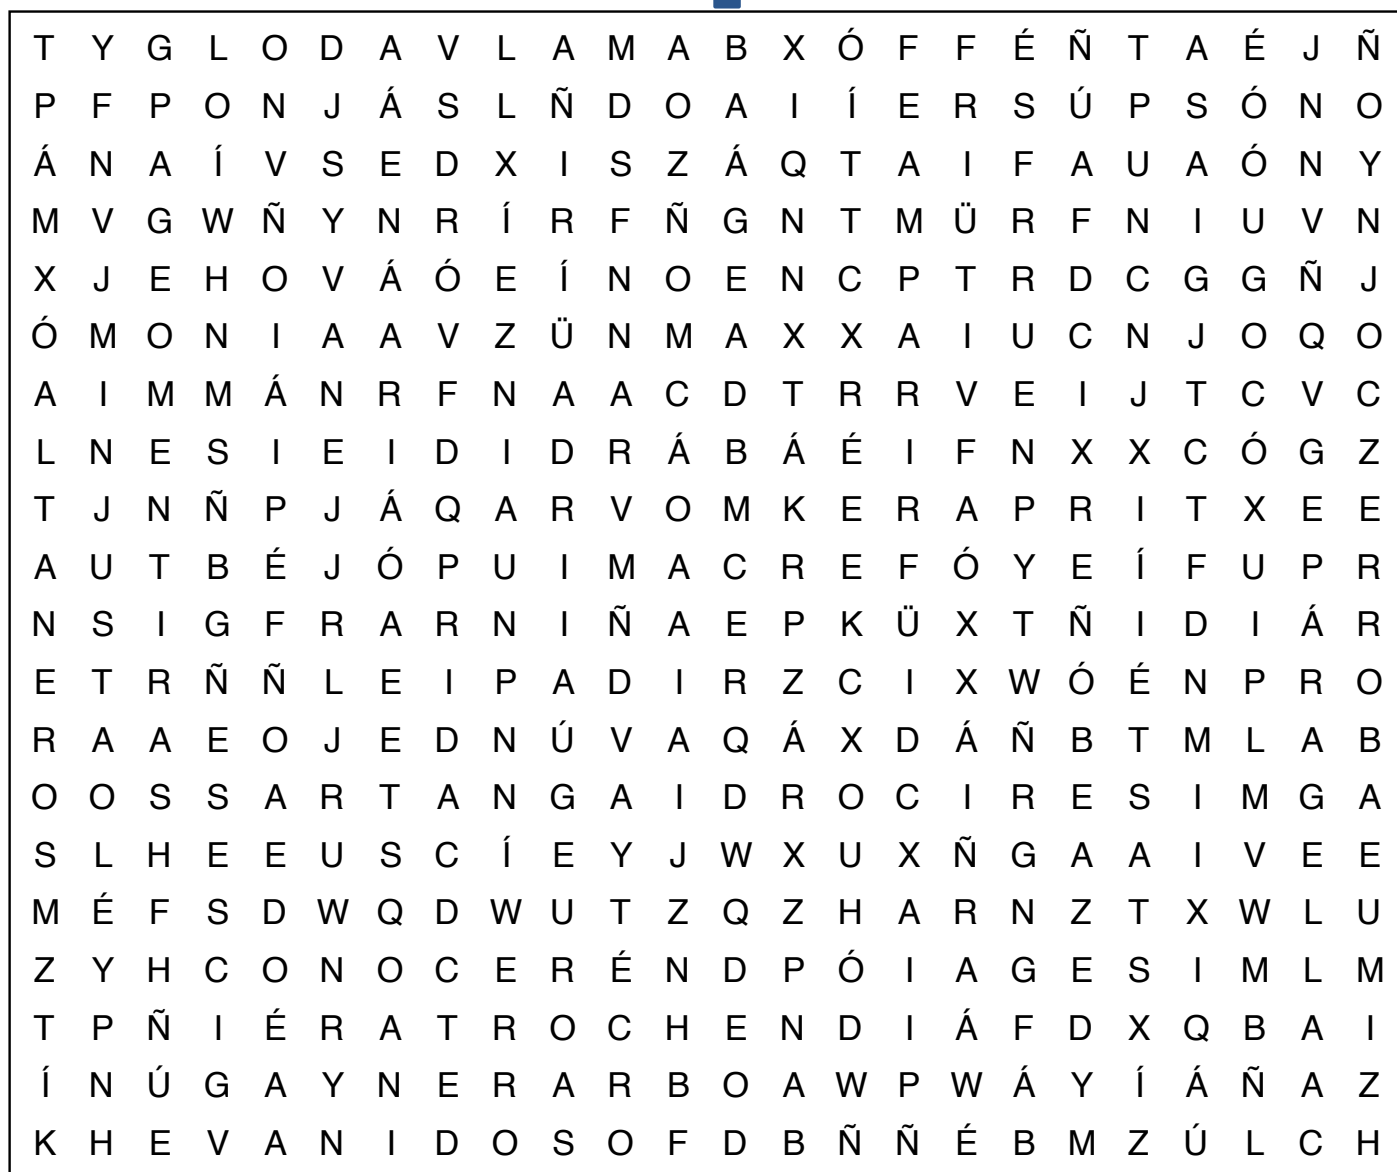 T Y G L O D A V L A M A B X Ó F F É Ñ T A É J Ñ
P F P O N J Á S L Ñ D O A I Í E R S Ú P S Ó N O
Á N A Í V S E D X I S Z Á Q T A I F A U A Ó N Y
M V G W Ñ Y N R Í R F Ñ G N T M Ü R F N I U V N
X J E H O V Á Ó E Í N O E N C P T R D C G G Ñ J
Ó M O N I A A V Z Ü N M A X X A I U C N J O Q O
A I M M Á N R F N A A C D T R R V E I J T C V C
L N E S I E I D I D R Á B Á É I F N X X C Ó G Z
T J N Ñ P J Á Q A R V O M K E R A P R I T X E E
A U T B É J Ó P U I M A C R E F Ó Y E Í F U P R
N S I G F R A R N I Ñ A E P K Ü X T Ñ I D I Á R
E T R Ñ Ñ L E I P A D I R Z C I X W Ó É N P R O
R A A E O J E D N Ú V A Q Á X D Á Ñ B T M L A B
O O S S A R T A N G A I D R O C I R E S I M G A
S L H E E U S C Í E Y J W X U X Ñ G A A I V E E
M É F S D W Q D W U T Z Q Z H A R N Z T X W L U
Z Y H C O N O C E R É N D P Ó I A G E S I M L M
T P Ñ I É R A T R O C H E N D I Á F D X Q B A I
Í N Ú G A Y N E R A R B O A W P W Á Y Í Á Ñ A Z
K H E V A N I D O S O F D B Ñ Ñ É B M Z Ú L C H